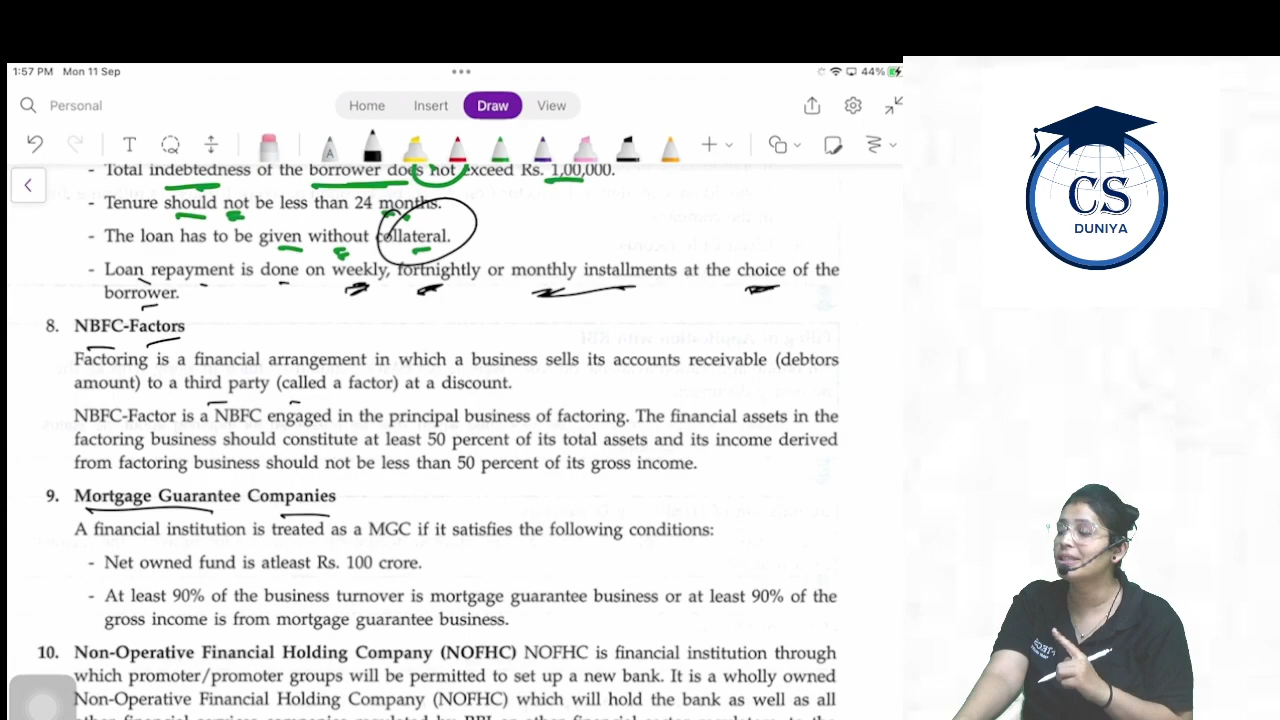 1:57 PM Mon 11 Sep
44%
Personal
Home Insert Draw View
- Total indebtedness of the borrower does not exceed Rs. 1,00,000.
- Tenure should not be less than 24 months.
- The loan has to be given without collateral.
- Loan repayment is done on weekly, fortnightly or monthly installments at the choice of the
borrower.
8. NBFC-Factors
Factoring is a financial arrangement in which a business sells its accounts receivable (debtors
amount) to a third party (called a factor) at a discount.
NBFC-Factor is a NBFC engaged in the principal business of factoring. The financial assets in the
factoring business should constitute at least 50 percent of its total assets and its income derived
from factoring business should not be less than 50 percent of its gross income.
9. Mortgage Guarantee Companies
A financial institution is treated as a MGC if it satisfies the following conditions:
- Net owned fund is atleast Rs. 100 crore.
- At least 90% of the business turnover is mortgage guarantee business or at least 90% of the
gross income is from mortgage guarantee business.
10. Non-Operative Financial Holding Company (NOFHC) NOFHC is financial institution through
which promoter/promoter groups will be permitted to set up a new bank. It is a wholly owned
Non-Operative Financial Holding Company (NOFHC) which will hold the bank as well as all
CS
DUNIYA